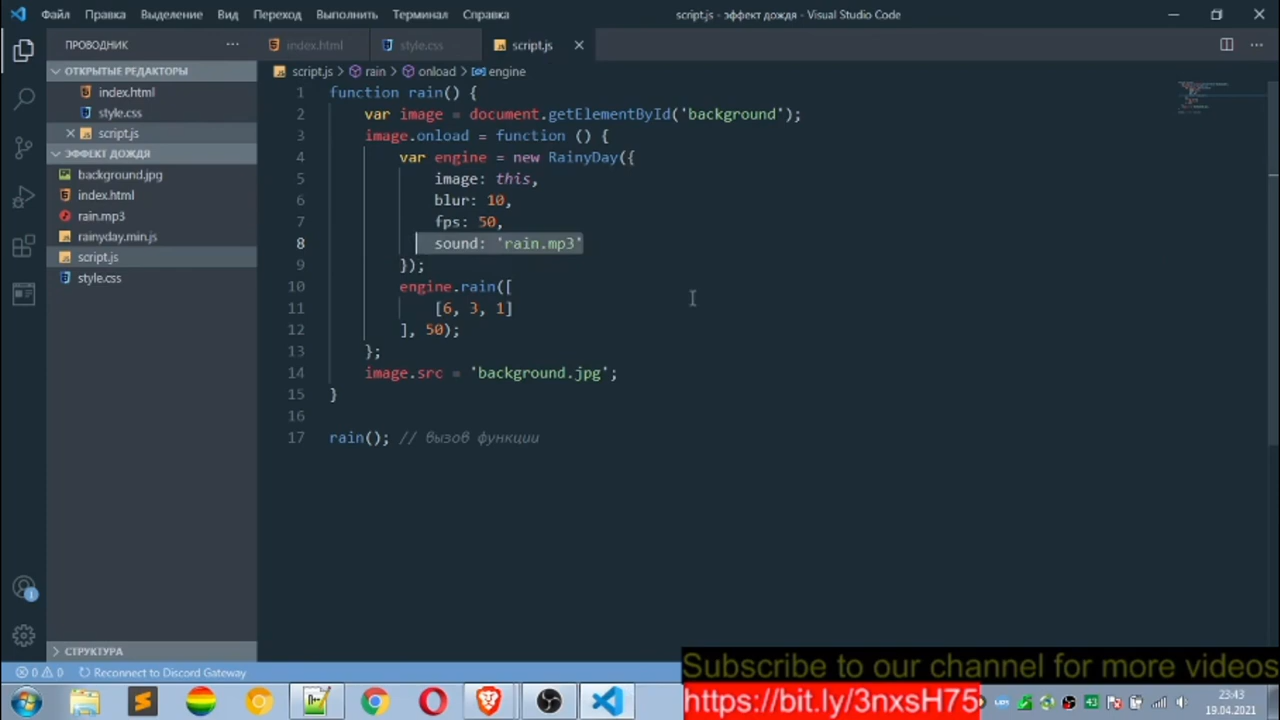 Файл Правка Выделение Вид Переход Выполнить Терминал Справка script.js - эффект дождя - Visual Studio Code
ПРОВОДНИК ··· index.html style.css script.js
ОТКРЫТЫЕ РЕДАКТОРЫ
index.html
style.css
script.js
ЭФФЕКТ ДОЖДЯ
background.jpg
index.html
rain.mp3
rainyday.min.js
script.js
style.css
СТРУКТУРА
script.js > rain > onload > engine
1 function rain() {
2 var image = document.getElementById('background');
3 image.onload = function () {
4 var engine = new RainyDay({
5 image: this,
6 blur: 10,
7 fps: 50,
8 sound: 'rain.mp3'
9 });
10 engine.rain([
11 [6, 3, 1]
12 ], 50);
13 };
14 image.src = 'background.jpg';
15 }
16
17 rain(); // вызов функции
0 0 Reconnect to Discord Gateway
Subscribe to our channel for more videos
https://bit.ly/3nxsH75
23:43
19.04.2021